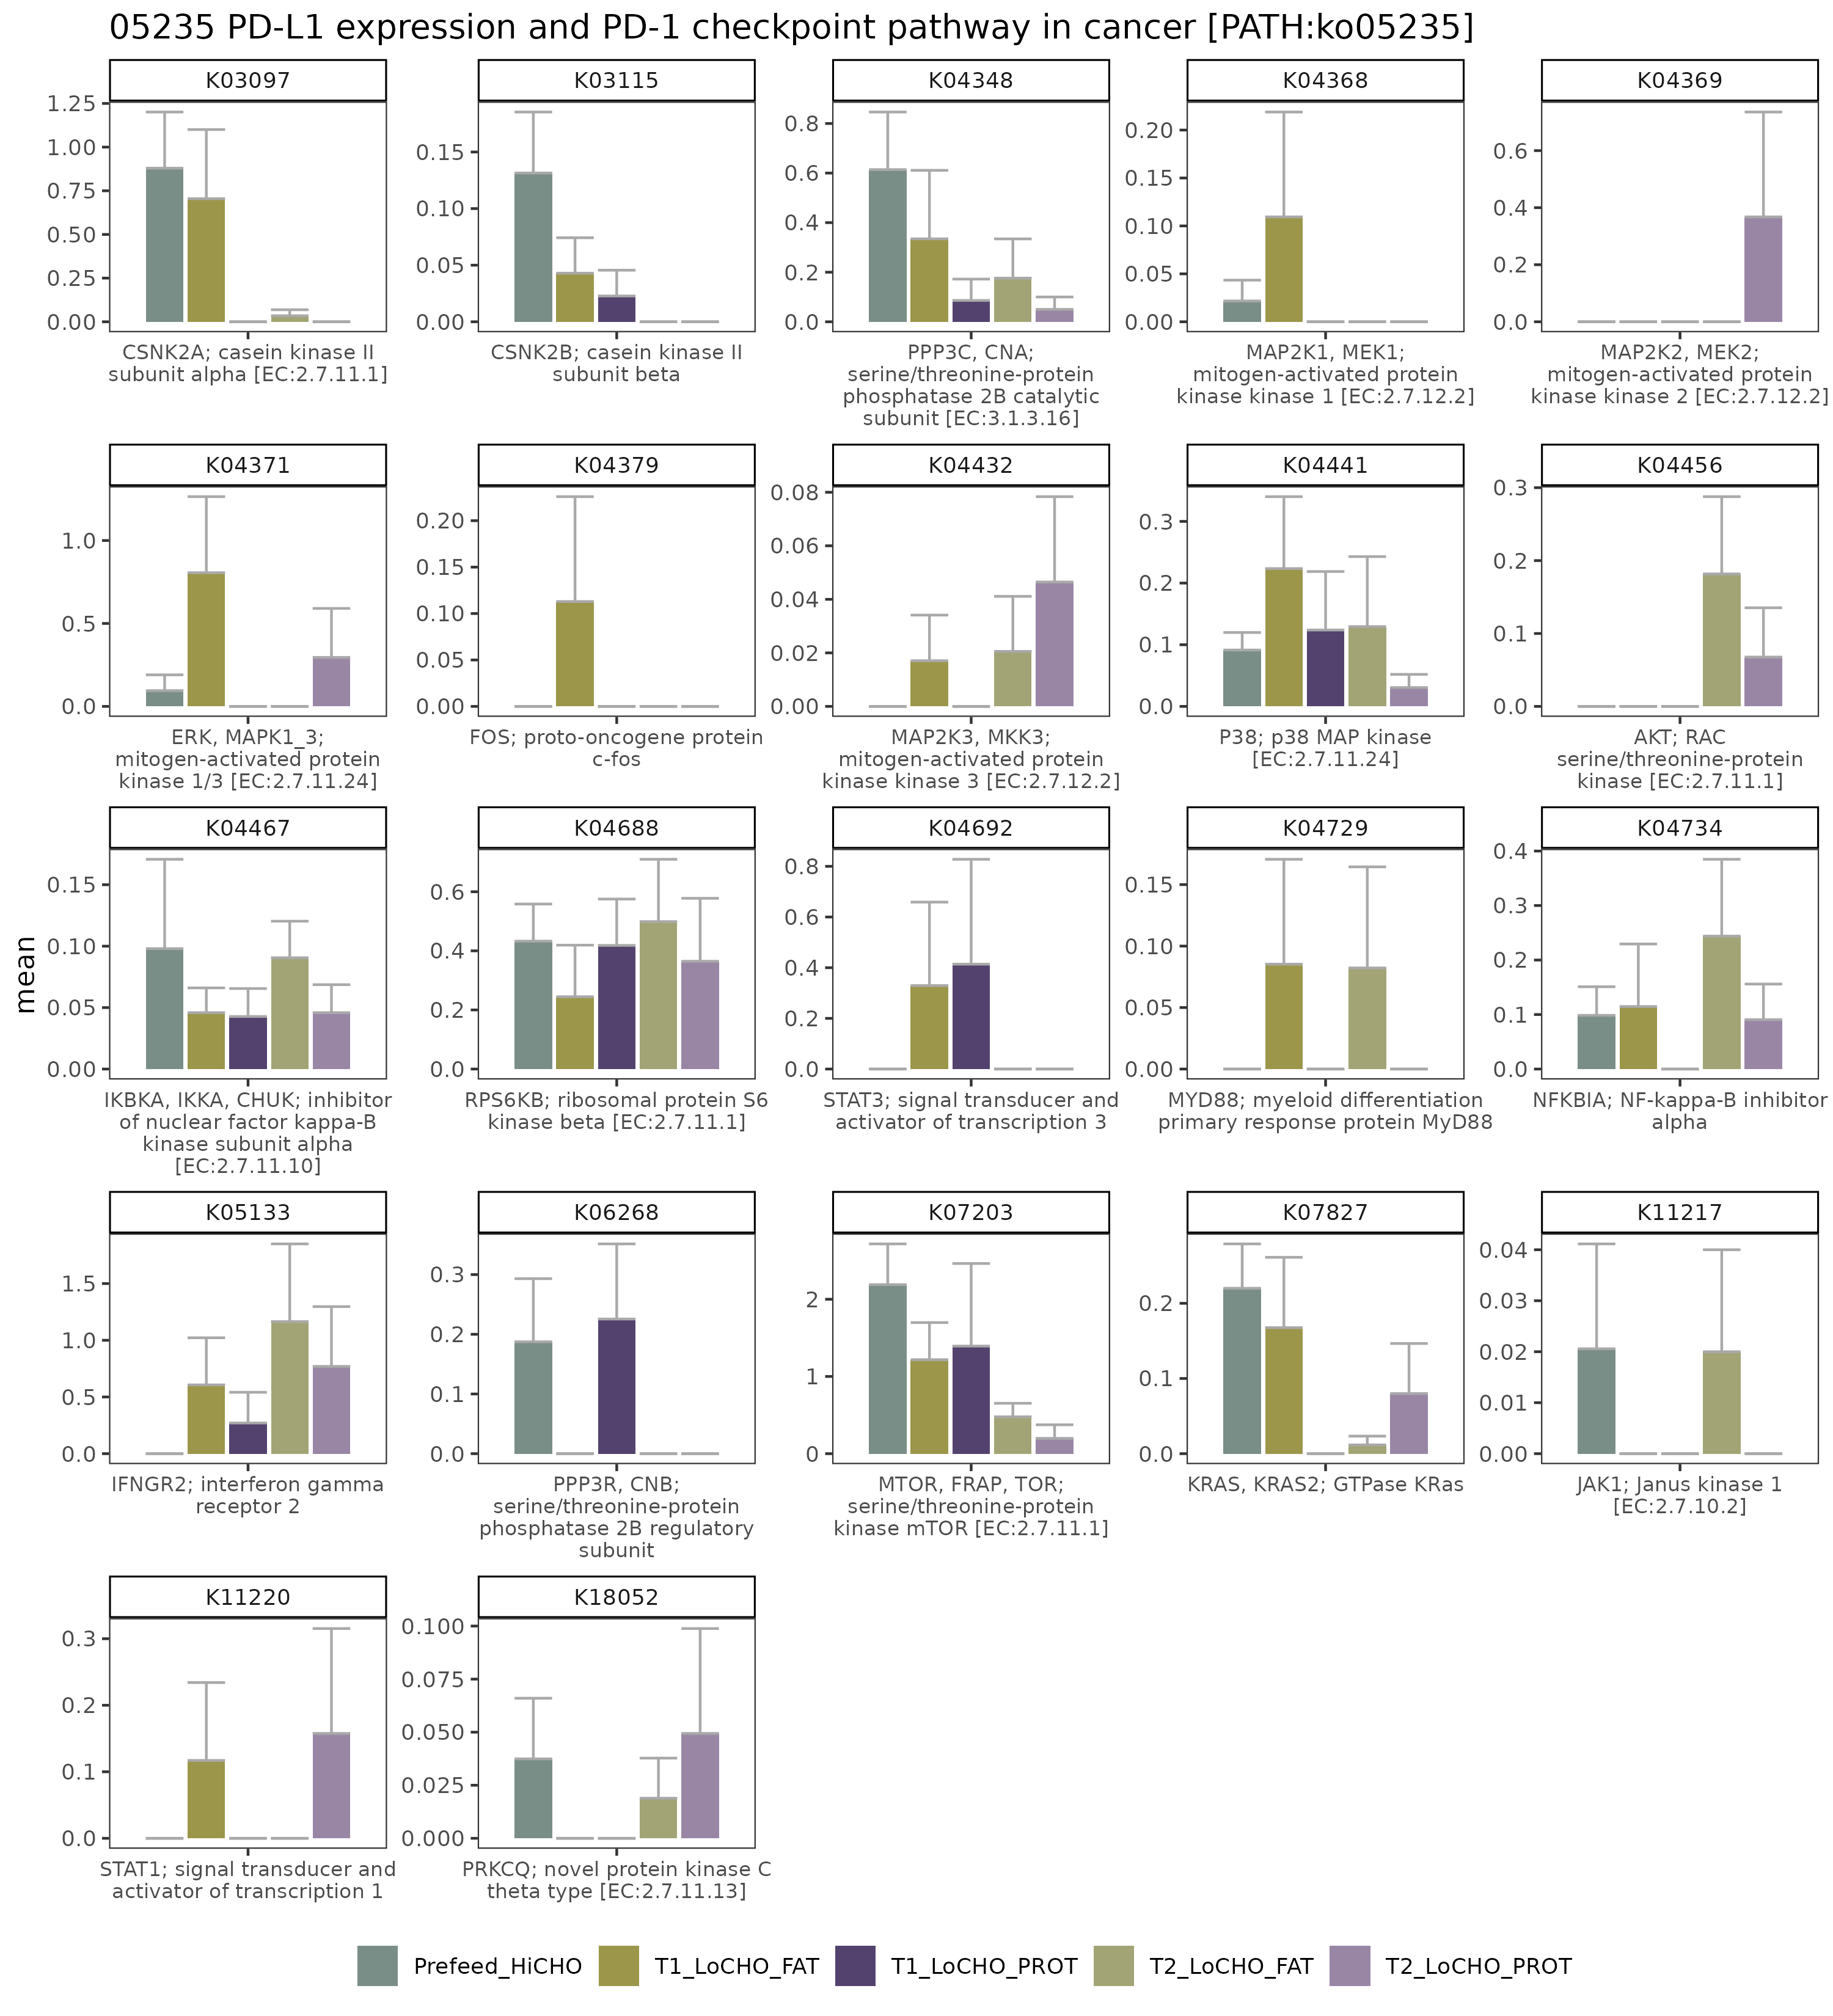 05235 PD-L1 expression and PD-1 checkpoint pathway in cancer [PATH:ko05235]
mean
K03097
1.25
1.00
0.75
0.50
0.25
0.00
CSNK2A; casein kinase II
subunit alpha [EC:2.7.11.1]
K03115
0.15
0.10
0.05
0.00
CSNK2B; casein kinase II
subunit beta
K04348
0.8
0.6
0.4
0.2
0.0
PPP3C, CNA;
serine/threonine-protein
phosphatase 2B catalytic
subunit [EC:3.1.3.16]
K04368
0.20
0.15
0.10
0.05
0.00
MAP2K1, MEK1;
mitogen-activated protein
kinase kinase 1 [EC:2.7.12.2]
K04369
0.6
0.4
0.2
0.0
MAP2K2, MEK2;
mitogen-activated protein
kinase kinase 2 [EC:2.7.12.2]
K04371
1.0
0.5
0.0
ERK, MAPK1_3;
mitogen-activated protein
kinase 1/3 [EC:2.7.11.24]
K04379
0.20
0.15
0.10
0.05
0.00
FOS; proto-oncogene protein
c-fos
K04432
0.08
0.06
0.04
0.02
0.00
MAP2K3, MKK3;
mitogen-activated protein
kinase kinase 3 [EC:2.7.12.2]
K04441
0.3
0.2
0.1
0.0
P38; p38 MAP kinase
[EC:2.7.11.24]
K04456
0.3
0.2
0.1
0.0
AKT; RAC
serine/threonine-protein
kinase [EC:2.7.11.1]
K04467
0.15
0.10
0.05
0.00
IKBKA, IKKA, CHUK; inhibitor
of nuclear factor kappa-B
kinase subunit alpha
[EC:2.7.11.10]
K04688
0.6
0.4
0.2
0.0
RPS6KB; ribosomal protein S6
kinase beta [EC:2.7.11.1]
K04692
0.8
0.6
0.4
0.2
0.0
STAT3; signal transducer and
activator of transcription 3
K04729
0.15
0.10
0.05
0.00
MYD88; myeloid differentiation
primary response protein MyD88
K04734
0.4
0.3
0.2
0.1
0.0
NFKBIA; NF-kappa-B inhibitor
alpha
K05133
1.5
1.0
0.5
0.0
IFNGR2; interferon gamma
receptor 2
K06268
0.3
0.2
0.1
0.0
PPP3R, CNB;
serine/threonine-protein
phosphatase 2B regulatory
subunit
K07203
2
1
0
MTOR, FRAP, TOR;
serine/threonine-protein
kinase mTOR [EC:2.7.11.1]
K07827
0.2
0.1
0.0
KRAS, KRAS2; GTPase KRas
K11217
0.04
0.03
0.02
0.01
0.00
JAK1; Janus kinase 1
[EC:2.7.10.2]
K11220
0.3
0.2
0.1
0.0
STAT1; signal transducer and
activator of transcription 1
K18052
0.100
0.075
0.050
0.025
0.000
PRKCQ; novel protein kinase C
theta type [EC:2.7.11.13]
Prefeed_HiCHO
T1_LoCHO_FAT
T1_LoCHO_PROT
T2_LoCHO_FAT
T2_LoCHO_PROT